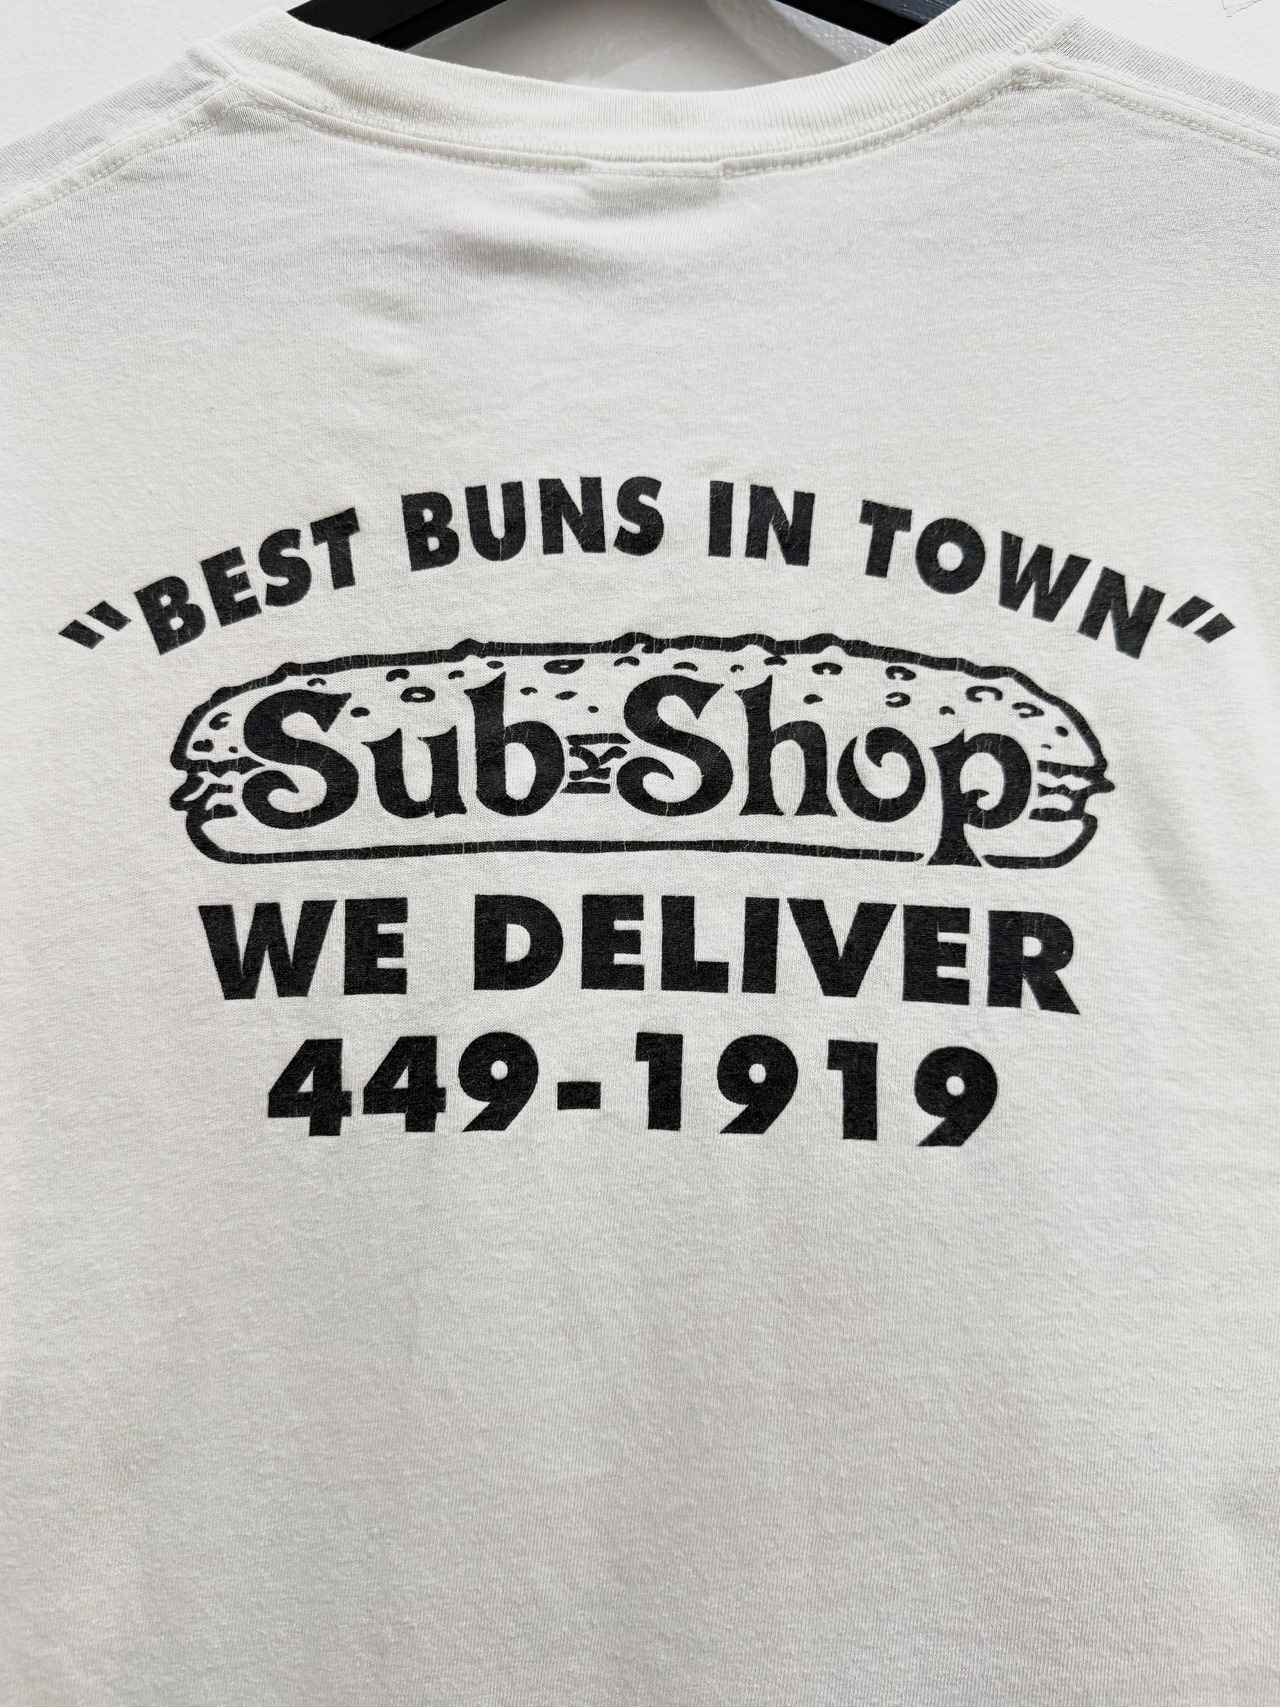 "BEST BUNS IN TOWN"
Sub Shop
WE DELIVER
449-1919